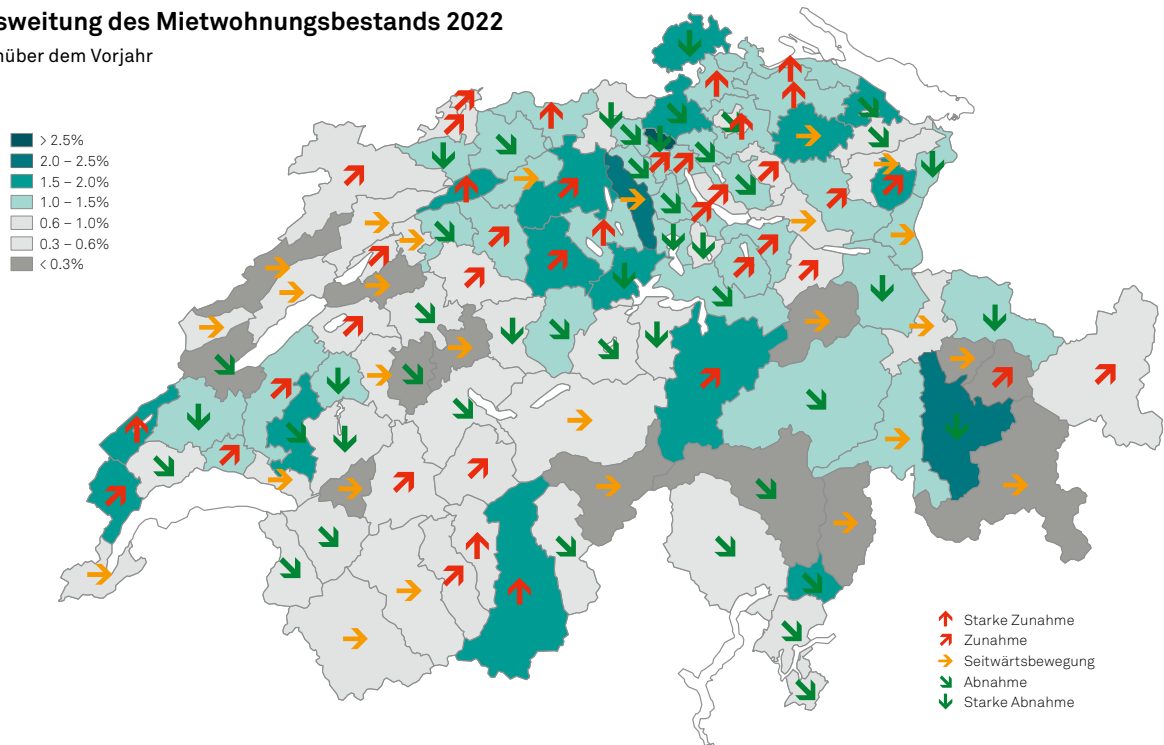 sweitung des Mietwohnungsbestands 2022
nüber dem Vorjahr
> 2.5%
2.0 – 2.5%
1.5 – 2.0%
1.0 – 1.5%
0.6 – 1.0%
0.3 – 0.6%
< 0.3%
Starke Zunahme
Zunahme
Seitwärtsbewegung
Abnahme
Starke Abnahme